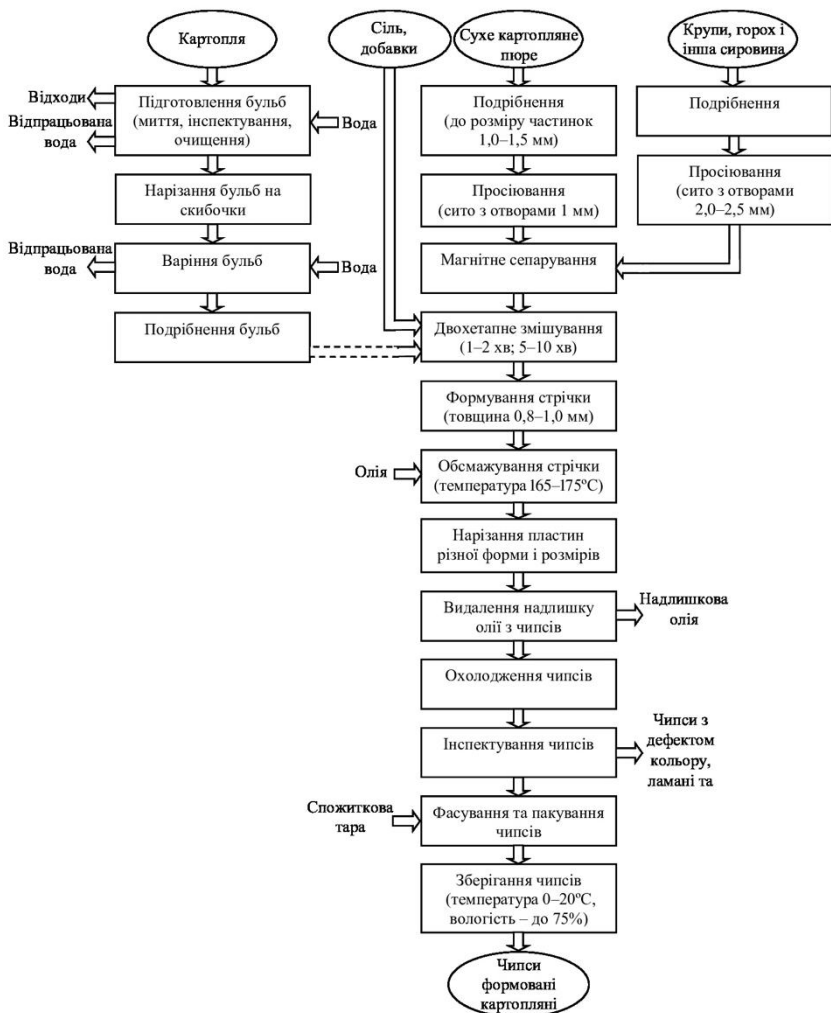 Картопля
Сіль,
добавки
Сухе картопляне
пюре
Крупи, горох і
інша сировина
Відходи
Відпрацьована
вода
Підготовлення бульб
(миття, інспектування,
очищення)
Вода
Подрібнення
(до розміру частинок
1,0–1,5 мм)
Подрібнення
Нарізання бульб на
скибочки
Просіювання
(сито з отворами 1 мм)
Просіювання
(сито з отворами
2,0–2,5 мм)
Відпрацьована
вода
Варіння бульб
Вода
Магнітне сепарування
Подрібнення бульб
Двохетапне змішування
(1–2 хв; 5–10 хв)
Формування стрічки
(товщина 0,8–1,0 мм)
Олія
Обсмажування стрічки
(температура 165–175ºС)
Нарізання пластин
різної форми і розмірів
Видалення надлишку
олії з чипсів
Надлишкова
олія
Охолодження чипсів
Інспектування чипсів
Чипси з
дефектом
кольору,
ламані та
Спожиткова
тара
Фасування та пакування
чипсів
Зберігання чипсів
(температура 0–20ºС,
вологість – до 75%)
Чипси
формовані
картопляні